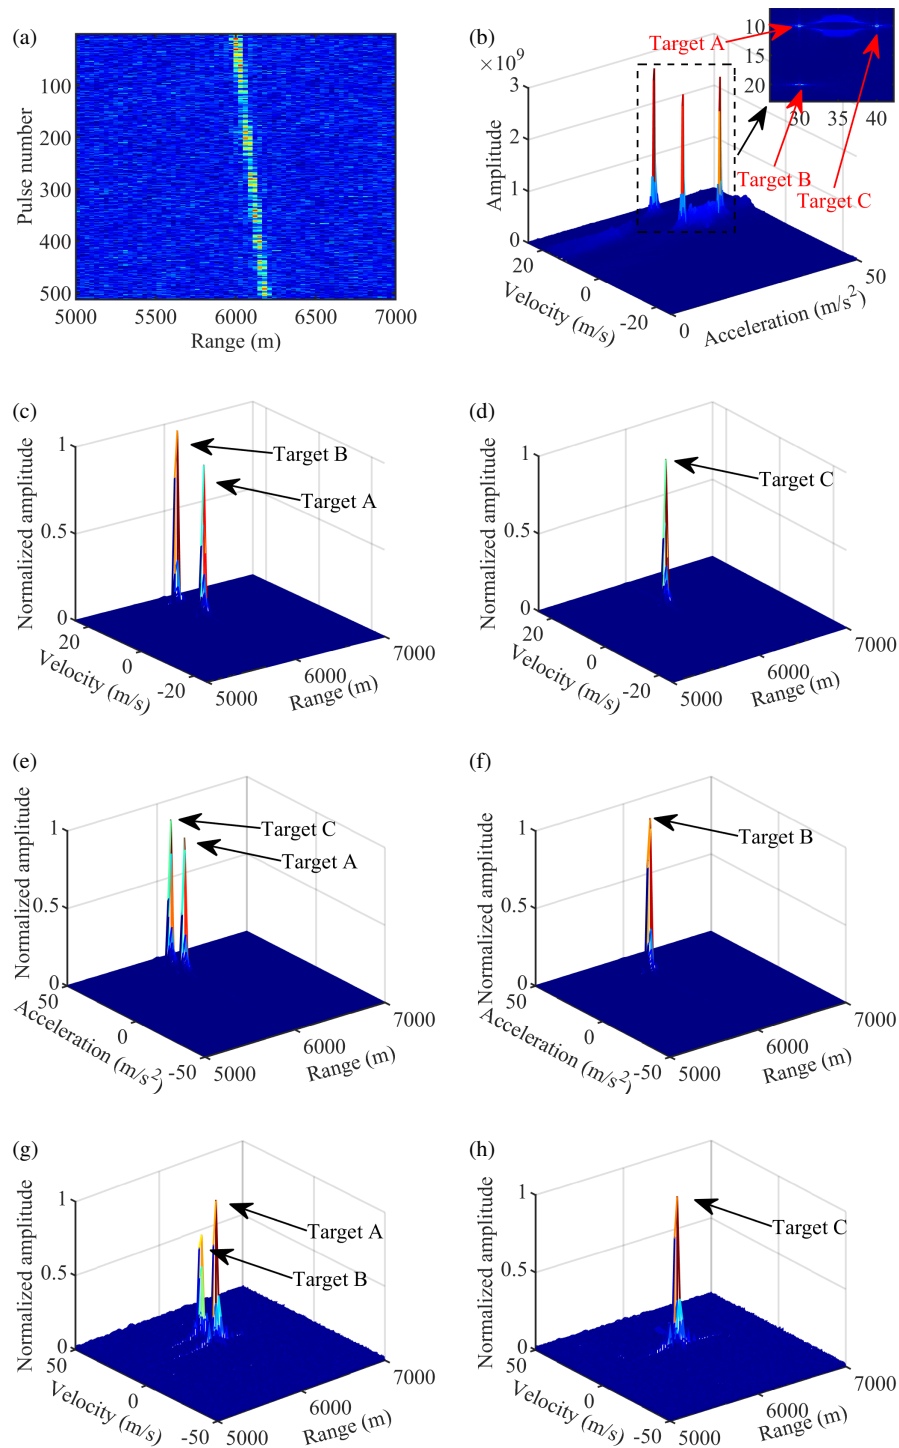 (a)
Pulse number
100
200
300
400
500
5000 5500 6000 6500 7000
Range (m)
(b)
×10⁹
Amplitude
3
2
1
0
20
0
-20
Velocity (m/s)
0
50
Acceleration (m/s²)
10
15
20
30 35 40
Target A
Target B
Target C
(c)
Normalized amplitude
1
0.5
0
20
0
-20
Velocity (m/s)
5000
6000
7000
Range (m)
Target B
Target A
(d)
Normalized amplitude
1
0.5
0
20
0
-20
Velocity (m/s)
5000
6000
7000
Range (m)
Target C
(e)
Normalized amplitude
1
0.5
0
50
0
-50
Acceleration (m/s²)
5000
6000
7000
Range (m)
Target C
Target A
(f)
Normalized amplitude
1
0.5
0
50
0
-50
Acceleration (m/s²)
5000
6000
7000
Range (m)
Target B
(g)
Normalized amplitude
1
0.5
0
50
0
-50
Velocity (m/s)
5000
6000
7000
Range (m)
Target A
Target B
(h)
Normalized amplitude
1
0.5
0
50
0
-50
Velocity (m/s)
5000
6000
7000
Range (m)
Target C